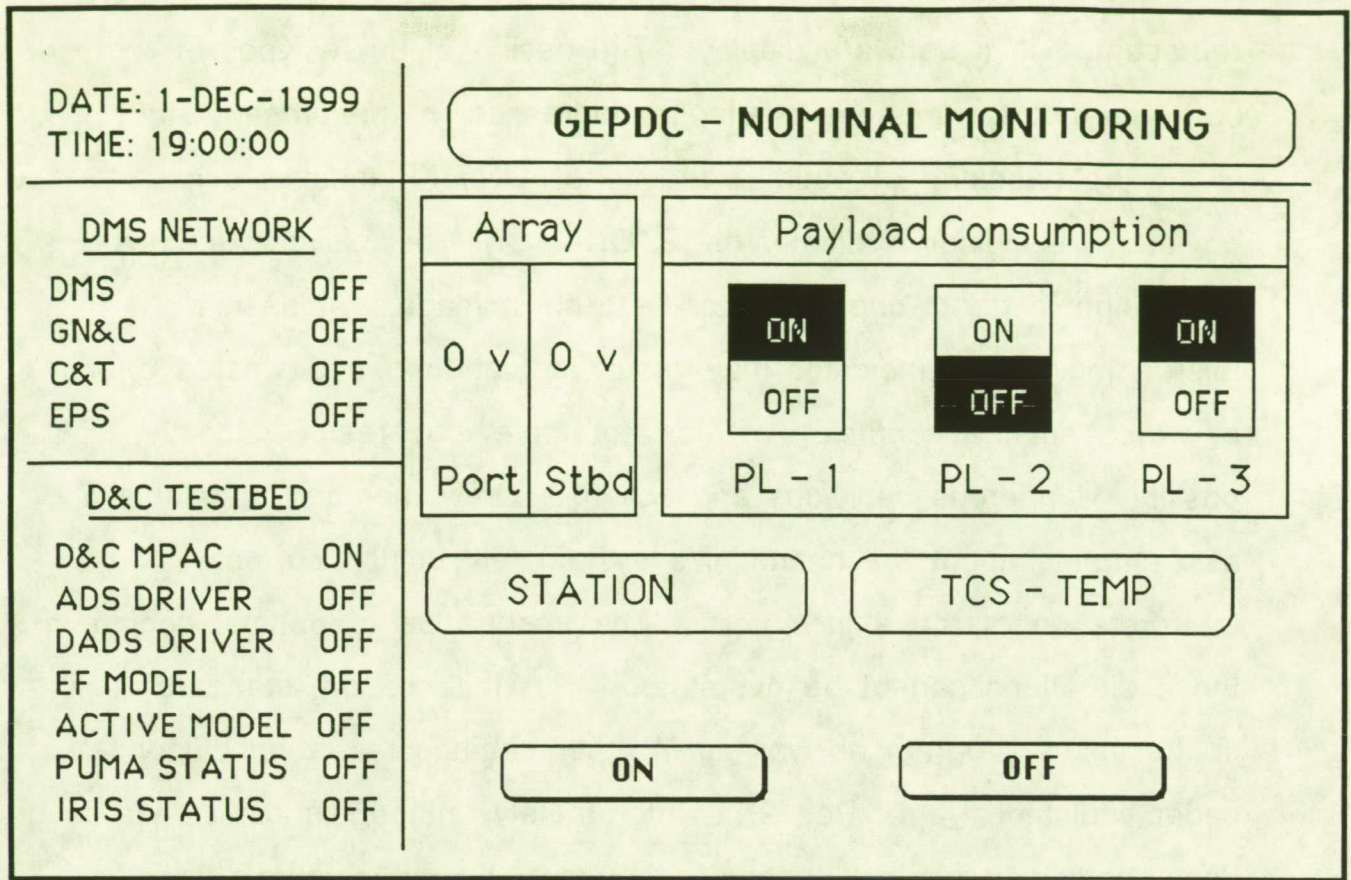 DATE: 1-DEC-1999
TIME: 19:00:00
GEPDC - NOMINAL MONITORING
DMS NETWORK
DMS OFF
GN&C OFF
C&T OFF
EPS OFF
D&C TESTBED
D&C MPAC ON
ADS DRIVER OFF
DADS DRIVER OFF
EF MODEL OFF
ACTIVE MODEL OFF
PUMA STATUS OFF
IRIS STATUS OFF
Array
0 v 0 v
Port Stbd
Payload Consumption
ON ON ON
OFF OFF OFF
PL - 1 PL - 2 PL - 3
STATION TCS - TEMP
ON OFF